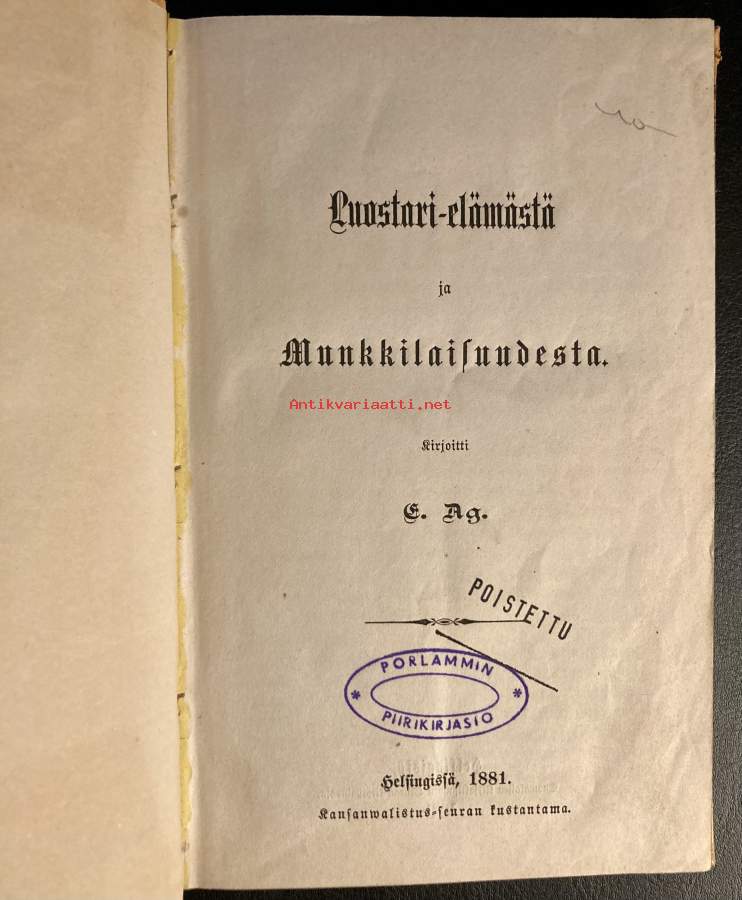 Luostari-elämästä
ja
Munkkilaisuudesta.
Antikvariaatti.net
Kirjoitti
E. Ag.
POISTETTU
PORLAMMIN
* *
PIIRIKIRJASTO
Helsingissä, 1881.
Kansanwalistus-seuran kustantama.